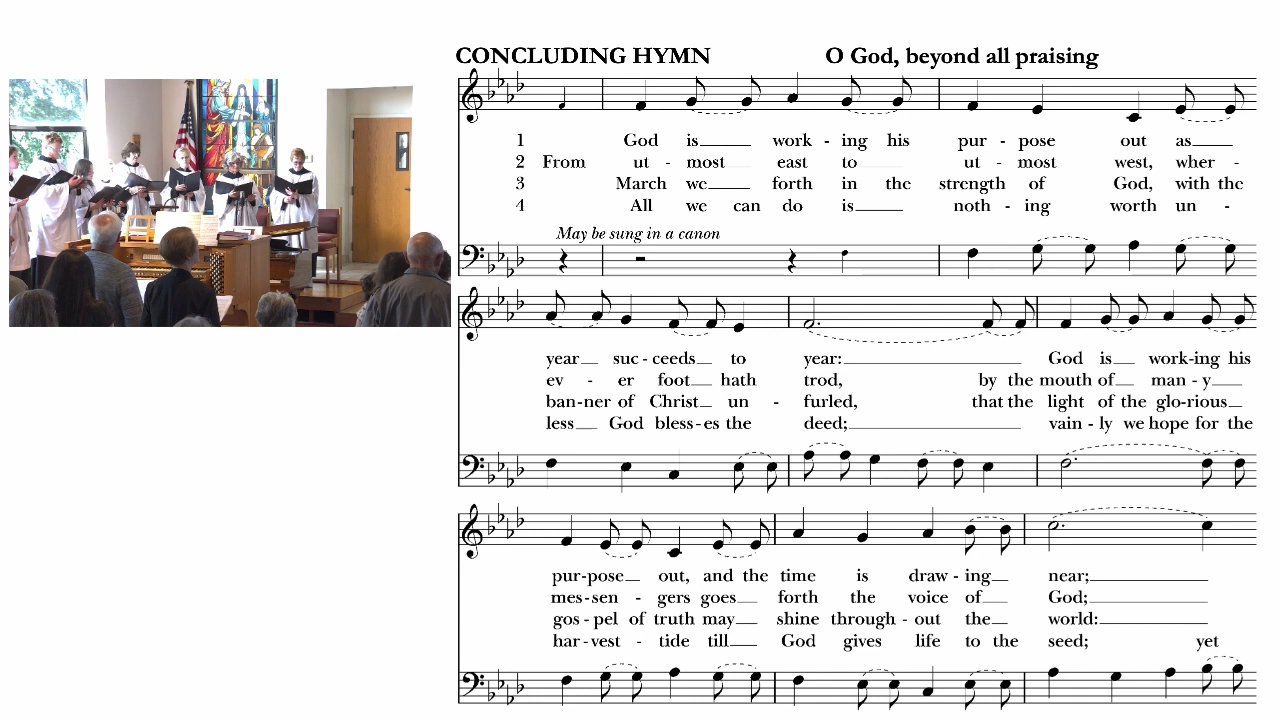 CONCLUDING HYMN O God, beyond all praising
1 God is work - ing his pur - pose out as
2 From ut - most east to ut - most west, wher -
3 March we forth in the strength of God, with the
4 All we can do is noth - ing worth un -
May be sung in a canon
year suc - ceeds to year: God is work-ing his
ev - er foot hath trod, by the mouth of man - y
ban-ner of Christ un - furled, that the light of the glo-rious
less God bless-es the deed; vain - ly we hope for the
pur-pose out, and the time is draw - ing near;
mes-sen - gers goes forth the voice of God;
gos - pel of truth may shine through - out the world:
har-vest - tide till God gives life to the seed; yet